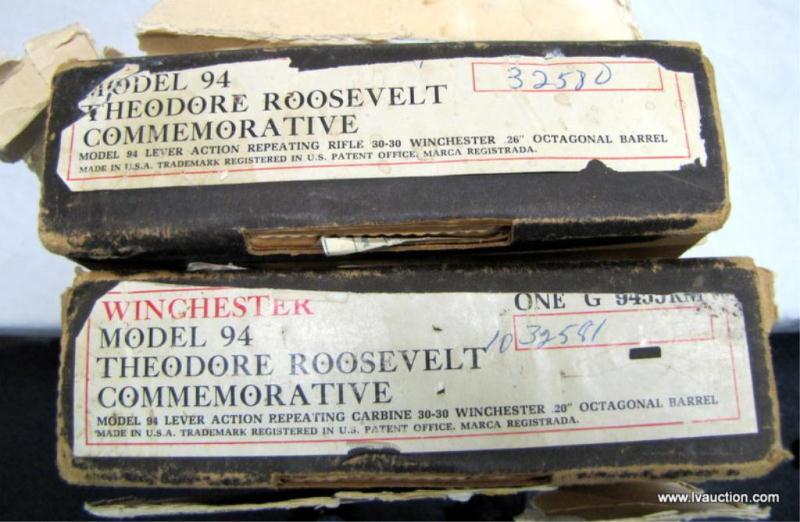 MODEL 94
32580
THEODORE ROOSEVELT
COMMEMORATIVE
MODEL 94 LEVER ACTION REPEATING RIFLE 30-30 WINCHESTER .26" OCTAGONAL BARREL
MADE IN U.S.A. TRADEMARK REGISTERED IN U.S. PATENT OFFICE. MARCA REGISTRADA.
WINCHESTER
ONE G
MODEL 94
32581
THEODORE ROOSEVELT
COMMEMORATIVE
MODEL 94 LEVER ACTION REPEATING CARBINE 30-30 WINCHESTER .20" OCTAGONAL BARREL
MADE IN U.S.A. TRADEMARK REGISTERED IN U.S. PATENT OFFICE. MARCA REGISTRADA.
www.lvauction.com